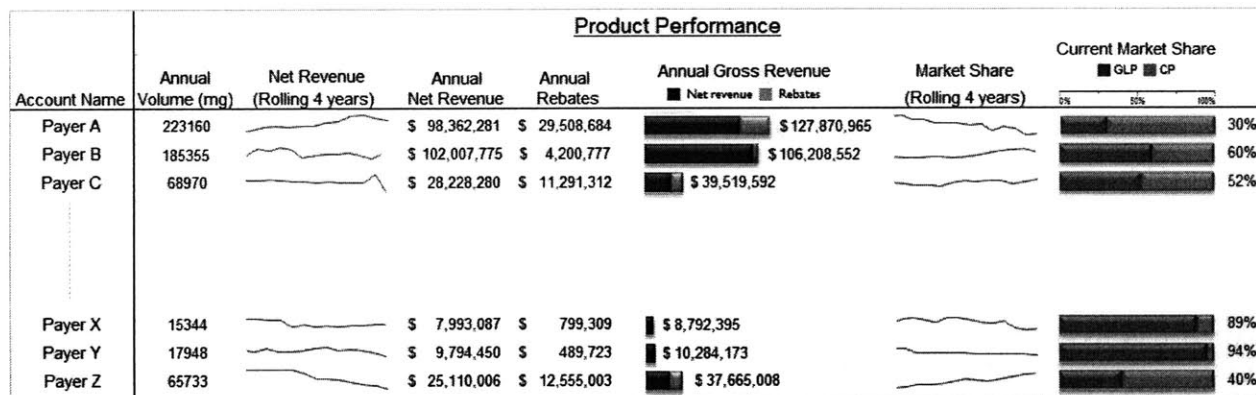 Product Performance
Current Market Share
Annual Net Revenue Annual Annual Annual Gross Revenue Market Share ■ GLP ■ CP
Account Name Volume (mg) (Rolling 4 years) Net Revenue Rebates ■ Net revenue ■ Rebates (Rolling 4 years) 0% 50% 100%
Payer A 223160 $ 98,362,281 $ 29,508,684 $ 127,870,965 30%
Payer B 185355 $ 102,007,775 $ 4,200,777 $ 106,208,552 60%
Payer C 68970 $ 28,228,280 $ 11,291,312 $ 39,519,592 52%
Payer X 15344 $ 7,993,087 $ 799,309 $ 8,792,395 89%
Payer Y 17948 $ 9,794,450 $ 489,723 $ 10,284,173 94%
Payer Z 65733 $ 25,110,006 $ 12,555,003 $ 37,665,008 40%